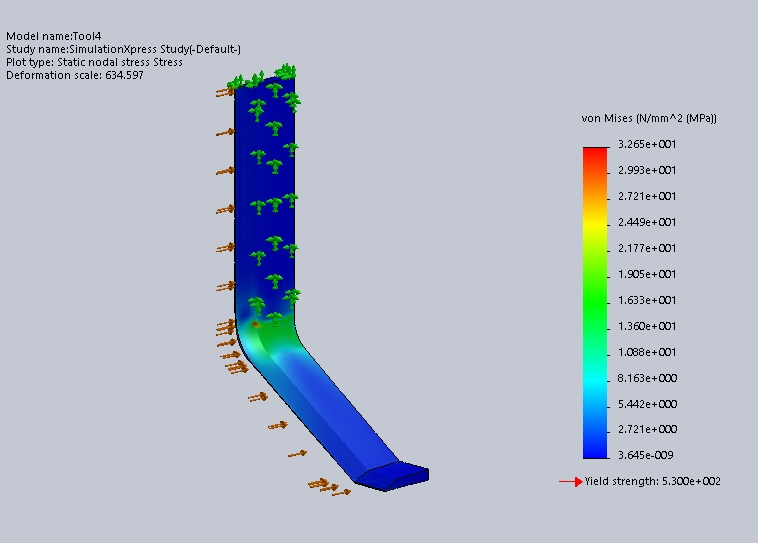 Model name:Tool4
Study name:SimulationXpress Study(-Default-)
Plot type: Static nodal stress Stress
Deformation scale: 634.597
von Mises (N/mm^2 (MPa))
3.265e+001
2.993e+001
2.721e+001
2.449e+001
2.177e+001
1.905e+001
1.633e+001
1.360e+001
1.088e+001
8.163e+000
5.442e+000
2.721e+000
3.645e-009
Yield strength: 5.300e+002